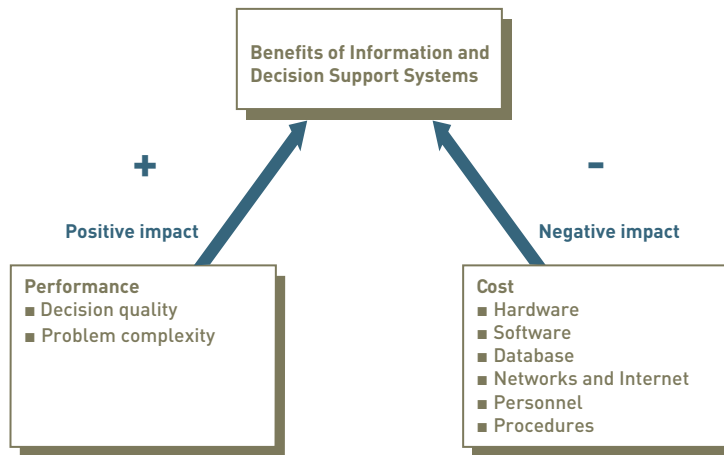 Benefits of Information and
Decision Support Systems
+
-
Positive impact
Negative impact
Performance
■ Decision quality
■ Problem complexity
Cost
■ Hardware
■ Software
■ Database
■ Networks and Internet
■ Personnel
■ Procedures